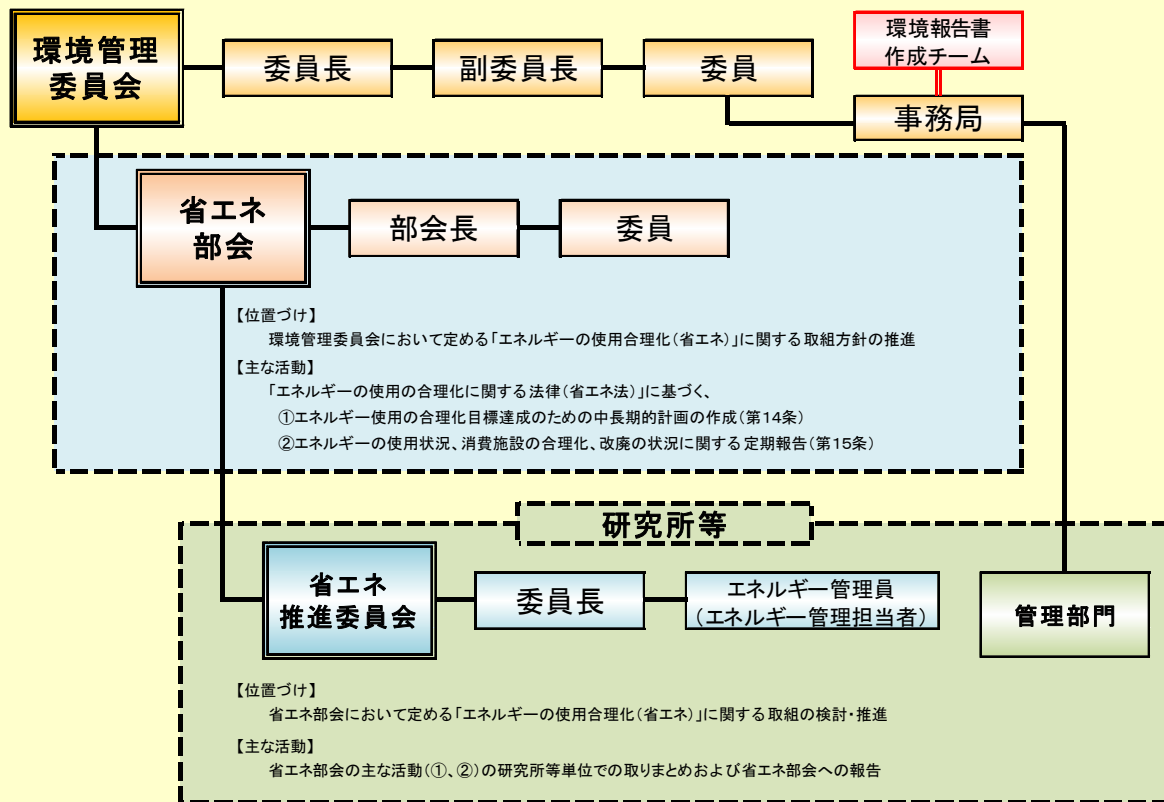 環境管理
委員会
委員長
副委員長
委員
環境報告書
作成チーム
事務局
省エネ
部会
部会長
委員
【位置づけ】
環境管理委員会において定める「エネルギーの使用合理化(省エネ)」に関する取組方針の推進
【主な活動】
「エネルギーの使用の合理化に関する法律(省エネ法)」に基づく、
①エネルギー使用の合理化目標達成のための中長期的計画の作成(第14条)
②エネルギーの使用状況、消費施設の合理化、改廃の状況に関する定期報告(第15条)
研究所等
省エネ
推進委員会
委員長
エネルギー管理員
(エネルギー管理担当者)
管理部門
【位置づけ】
省エネ部会において定める「エネルギーの使用合理化(省エネ)」に関する取組の検討・推進
【主な活動】
省エネ部会の主な活動(①、②)の研究所等単位での取りまとめおよび省エネ部会への報告